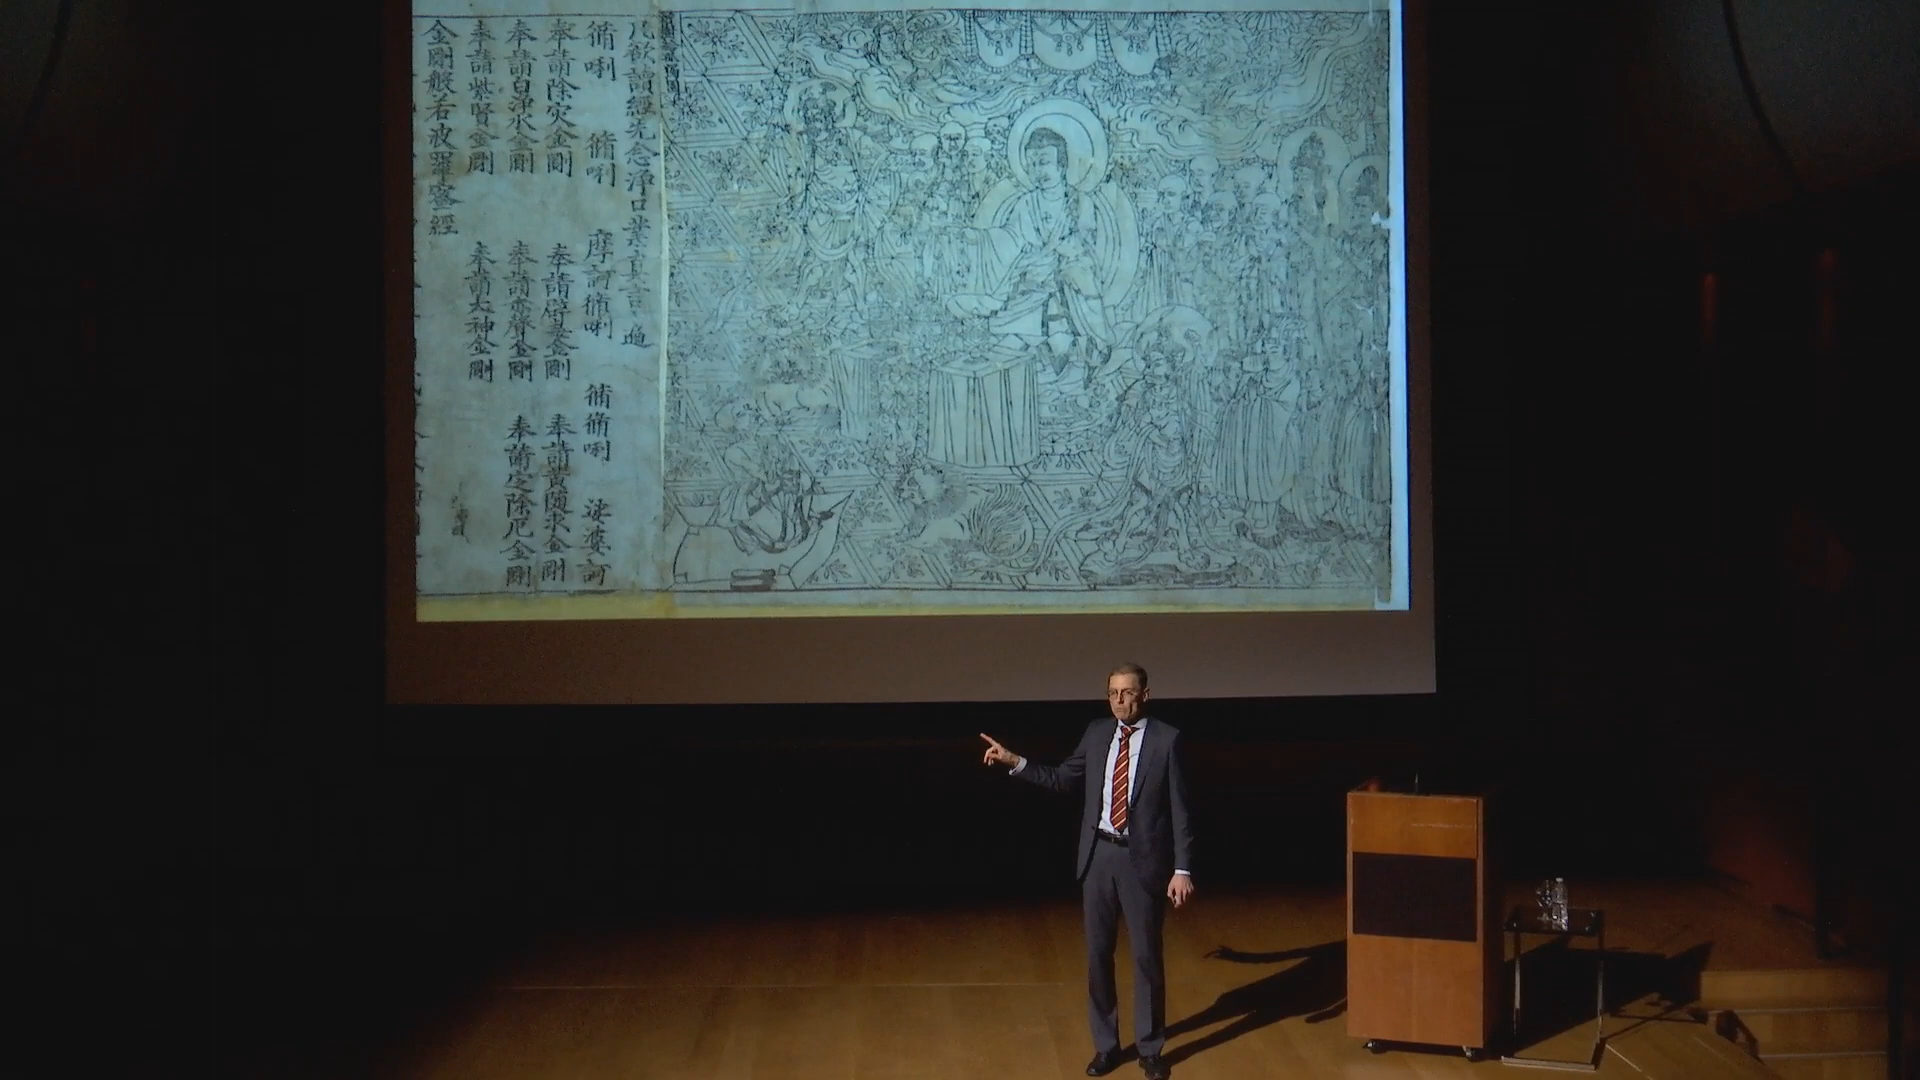 凡欲讀經先念淨口業真言一遍
脩唎 脩唎 摩訶脩唎 脩脩唎 娑婆訶
奉請除灾金剛 奉請辟毒金剛 奉請黃隨求金剛
奉請白淨水金剛 奉請赤聲金剛 奉請定除厄金剛
奉請紫賢金剛 奉請大神金剛
金剛般若波羅蜜經